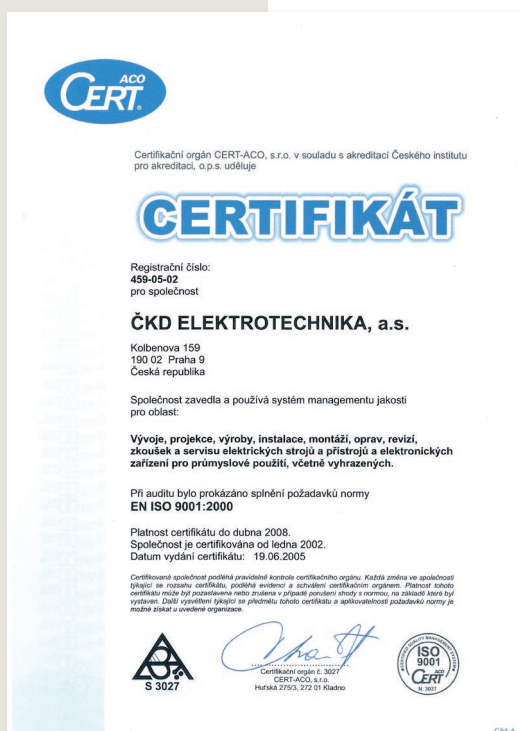 ACO
CERT®
Certifikační orgán CERT-ACO, s.r.o. v souladu s akreditací Českého institutu
pro akreditaci, o.p.s. uděluje
CERTIFIKÁT
Registrační číslo:
459-05-02
pro společnost
ČKD ELEKTROTECHNIKA, a.s.
Kolbenova 159
190 02 Praha 9
Česká republika
Společnost zavedla a používá systém managementu jakosti
pro oblast:
Vývoje, projekce, výroby, instalace, montáží, oprav, revizí,
zkoušek a servisu elektrických strojů a přístrojů a elektronických
zařízení pro průmyslové použití, včetně vyhrazených.
Při auditu bylo prokázáno splnění požadavků normy
EN ISO 9001:2000
Platnost certifikátu do dubna 2008.
Společnost je certifikována od ledna 2002.
Datum vydání certifikátu: 19.06.2005
Certifikovaná společnost podléhá pravidelné kontrole certifikačního orgánu. Každá změna ve společnosti
týkající se rozsahu certifikátu, podléhá evidenci a schválení certifikačním orgánem. Platnost tohoto
certifikátu může být pozastavena nebo zrušena v případě porušení shody s normou, na základě které byl
vystaven. Další vysvětlení týkající se předmětu tohoto certifikátu a aplikovatelnosti požadavků normy je
možné získat u uvedené organizace.
S 3027
Certifikační orgán č. 3027
CERT-ACO, s.r.o.
Huťská 275/3, 272 01 Kladno
ACCREDITED QUALITY MANAGEMENT SYSTEM
ISO
9001
ACO
CERT
N. 3027